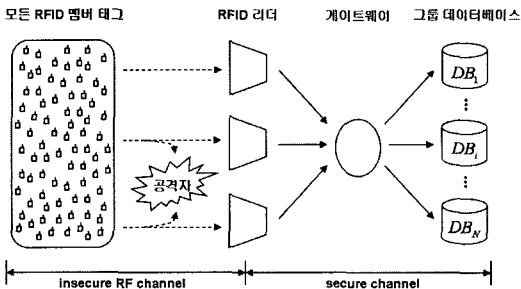 모든 RFID 멤버 태그
RFID 리더
게이트웨이
그룹 데이터베이스
DB₁
공격자
DBᵢ
DB_N
insecure RF channel
secure channel